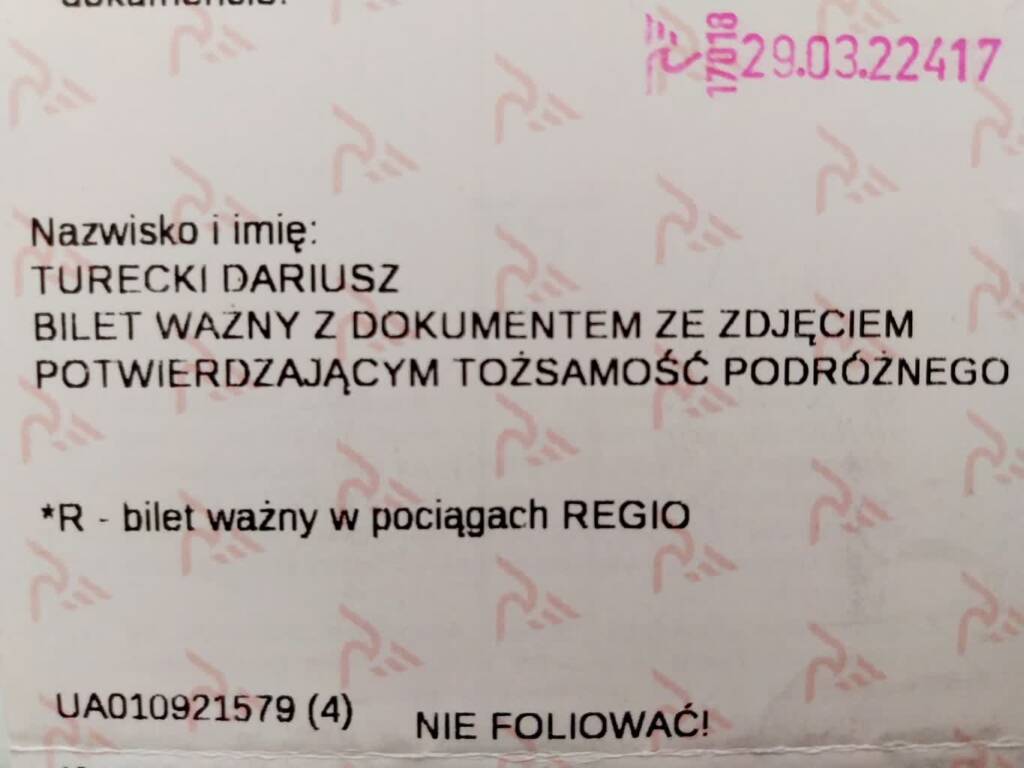 17018 29.03.22417
Nazwisko i imię:
TURECKI DARIUSZ
BILET WAŻNY Z DOKUMENTEM ZE ZDJĘCIEM
POTWIERDZAJĄCYM TOŻSAMOŚĆ PODRÓŻNEGO
*R - bilet ważny w pociągach REGIO
UA010921579 (4)
NIE FOLIOWAĆ!